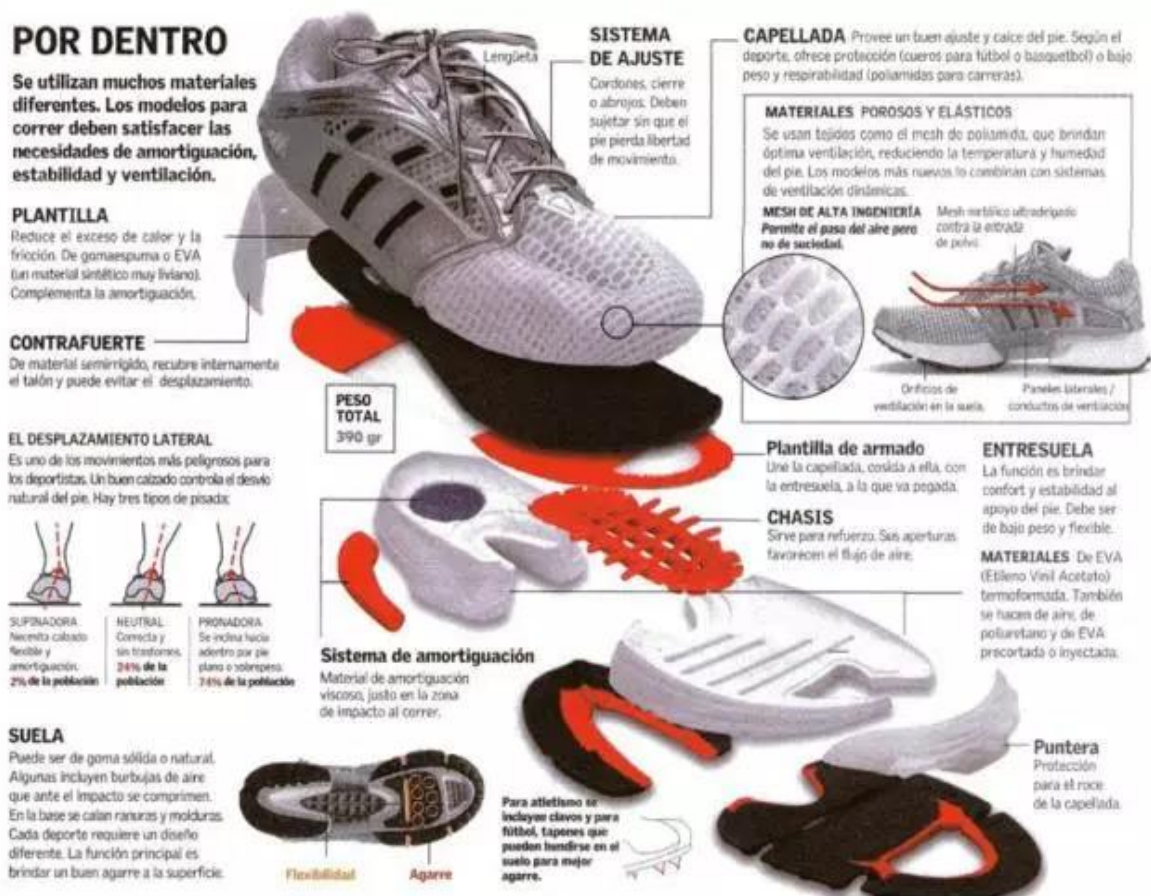 POR DENTRO
Se utilizan muchos materiales
diferentes. Los modelos para
correr deben satisfacer las
necesidades de amortiguación,
estabilidad y ventilación.
PLANTILLA
Reduce el exceso de calor y la
fricción. De gomaespuma o EVA
(un material sintético muy liviano).
Complementa la amortiguación.
CONTRAFUERTE
De material semirrígido, recubre internamente
el talón y puede evitar el desplazamiento.
EL DESPLAZAMIENTO LATERAL
Es uno de los movimientos más peligrosos para
los deportistas. Un buen calzado controla el desvío
natural del pie. Hay tres tipos de pisada:
SUPINADORA
Necesita calzado
flexible y
amortiguación.
2% de la población
NEUTRAL
Correcta y
sin trastornos.
24% de la
población
PRONADORA
Se inclina hacia
adentro por pie
plano o sobrepeso.
74% de la población
SUELA
Puede ser de goma sólida o natural.
Algunas incluyen burbujas de aire
que ante el impacto se comprimen.
En la base se calan ranuras y molduras.
Cada deporte requiere un diseño
diferente. La función principal es
brindar un buen agarre a la superficie.
Flexibilidad
Agarre
Lengüeta
SISTEMA
DE AJUSTE
Cordones, cierre
o abrojos. Deben
sujetar sin que el
pie pierda libertad
de movimiento.
CAPELLADA Provee un buen ajuste y calce del pie. Según el
deporte, ofrece protección (cueros para fútbol o basquetbol) o bajo
peso y respirabilidad (poliamidas para carreras).
MATERIALES POROSOS Y ELÁSTICOS
Se usan tejidos como el mesh de poliamida, que brindan
óptima ventilación, reduciendo la temperatura y humedad
del pie. Los modelos más nuevos lo combinan con sistemas
de ventilación dinámicas.
MESH DE ALTA INGENIERÍA
Permite el paso del aire pero
no de suciedad.
Mesh metálico ultradelgado
contra la entrada
de polvo.
Orificios de
ventilación en la suela.
Paneles laterales /
conductos de ventilación
PESO
TOTAL
390 gr
Plantilla de armado
Une la capellada, cosida a ella, con
la entresuela, a la que va pegada.
CHASIS
Sirve para refuerzo. Sus aperturas
favorecen el flujo de aire.
ENTRESUELA
La función es brindar
confort y estabilidad al
apoyo del pie. Debe ser
de bajo peso y flexible.
MATERIALES De EVA
(Etileno Vinil Acetato)
termoformada. También
se hacen de aire, de
poliuretano y de EVA
precortada o inyectada.
Sistema de amortiguación
Material de amortiguación
viscoso, justo en la zona
de impacto al correr.
Para atletismo se
incluyen clavos y para
fútbol, tapones que
pueden hundirse en el
suelo para mejor
agarre.
Puntera
Protección
para el roce
de la capellada.